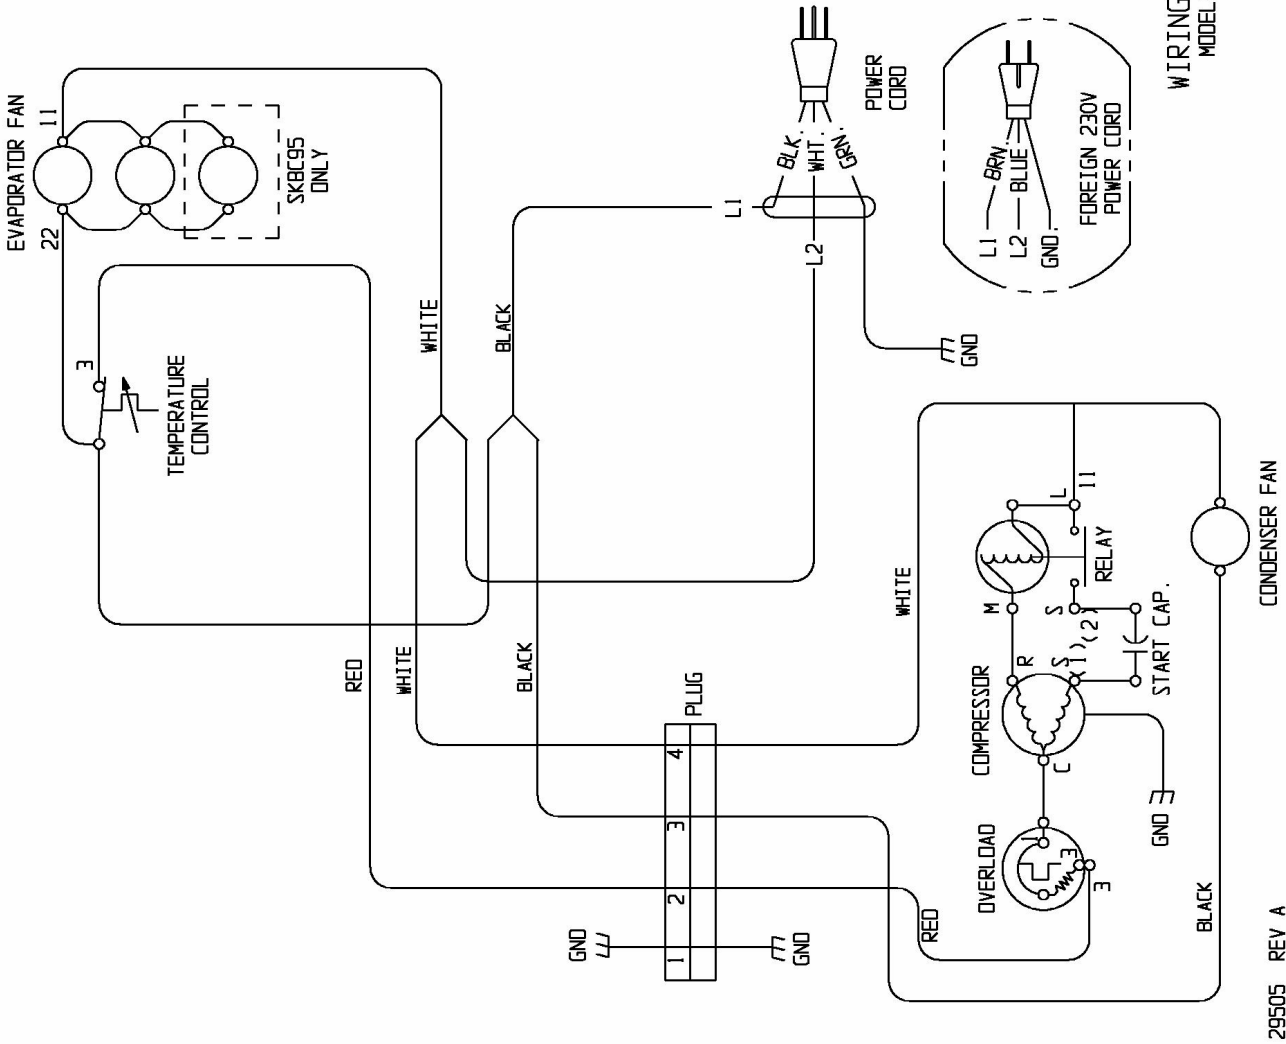 EVAPORATOR FAN
11
22
3
TEMPERATURE
CONTROL
SKBC95
ONLY
RED
WHITE
WHITE
BLACK
BLACK
GND
1
2
3
4
PLUG
L1
L2
GND
BLK.
WHT.
GRN.
POWER
CORD
GND
WHITE
RED
OVERLOAD
1
3
3
COMPRESSOR
C
R
S
(1)
M
S
(2)
L
11
RELAY
START CAP.
GND
L1
L2
GND.
BRN.
BLUE
FOREIGN 230V
POWER CORD
BLACK
CONDENSER FAN
WIRING
MODEL
29505 REV A